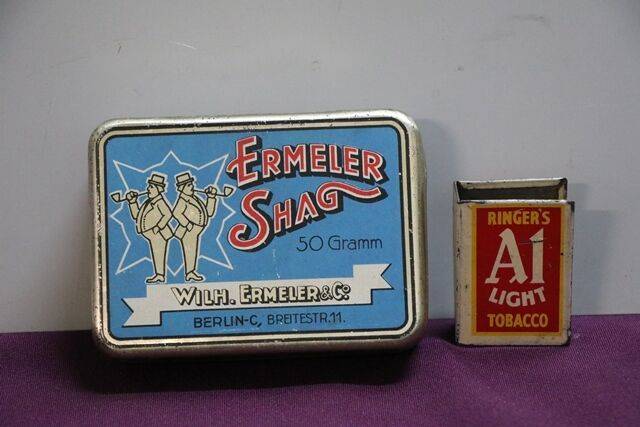 ERMELER
SHAG
50 Gramm
WILH. ERMELER & Co
BERLIN-C, BREITESTR. 11.
RINGER'S
A1
LIGHT
TOBACCO